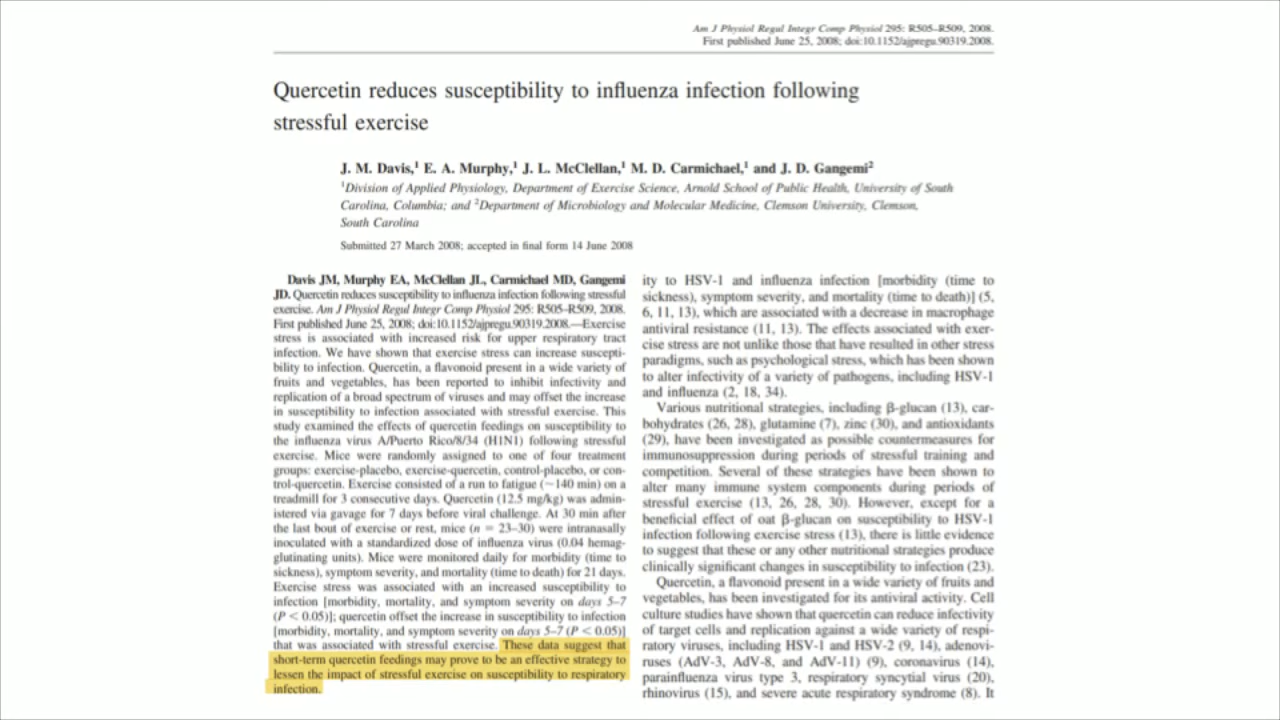 Am J Physiol Regul Integr Comp Physiol 295: R505–R509, 2008.
First published June 25, 2008; doi:10.1152/ajpregu.90319.2008.
Quercetin reduces susceptibility to influenza infection following
stressful exercise
J. M. Davis,¹ E. A. Murphy,¹ J. L. McClellan,¹ M. D. Carmichael,¹ and J. D. Gangemi²
¹Division of Applied Physiology, Department of Exercise Science, Arnold School of Public Health, University of South
Carolina, Columbia; and ²Department of Microbiology and Molecular Medicine, Clemson University, Clemson,
South Carolina
Submitted 27 March 2008; accepted in final form 14 June 2008
Davis JM, Murphy EA, McClellan JL, Carmichael MD, Gangemi
JD. Quercetin reduces susceptibility to influenza infection following stressful
exercise. Am J Physiol Regul Integr Comp Physiol 295: R505–R509, 2008.
First published June 25, 2008; doi:10.1152/ajpregu.90319.2008.—Exercise
stress is associated with increased risk for upper respiratory tract
infection. We have shown that exercise stress can increase suscepti-
bility to infection. Quercetin, a flavonoid present in a wide variety of
fruits and vegetables, has been reported to inhibit infectivity and
replication of a broad spectrum of viruses and may offset the increase
in susceptibility to infection associated with stressful exercise. This
study examined the effects of quercetin feedings on susceptibility to
the influenza virus A/Puerto Rico/8/34 (H1N1) following stressful
exercise. Mice were randomly assigned to one of four treatment
groups: exercise-placebo, exercise-quercetin, control-placebo, or con-
trol-quercetin. Exercise consisted of a run to fatigue (~140 min) on a
treadmill for 3 consecutive days. Quercetin (12.5 mg/kg) was admin-
istered via gavage for 7 days before viral challenge. At 30 min after
the last bout of exercise or rest, mice (n = 23–30) were intranasally
inoculated with a standardized dose of influenza virus (0.04 hemag-
glutinating units). Mice were monitored daily for morbidity (time to
sickness), symptom severity, and mortality (time to death) for 21 days.
Exercise stress was associated with an increased susceptibility to
infection [morbidity, mortality, and symptom severity on days 5–7
(P < 0.05)]; quercetin offset the increase in susceptibility to infection
[morbidity, mortality, and symptom severity on days 5–7 (P < 0.05)]
that was associated with stressful exercise. These data suggest that
short-term quercetin feedings may prove to be an effective strategy to
lessen the impact of stressful exercise on susceptibility to respiratory
infection.
ity to HSV-1 and influenza infection [morbidity (time to
sickness), symptom severity, and mortality (time to death)] (5,
6, 11, 13), which are associated with a decrease in macrophage
antiviral resistance (11, 13). The effects associated with exer-
cise stress are not unlike those that have resulted in other stress
paradigms, such as psychological stress, which has been shown
to alter infectivity of a variety of pathogens, including HSV-1
and influenza (2, 18, 34).
Various nutritional strategies, including β-glucan (13), car-
bohydrates (26, 28), glutamine (7), zinc (30), and antioxidants
(29), have been investigated as possible countermeasures for
immunosuppression during periods of stressful training and
competition. Several of these strategies have been shown to
alter many immune system components during periods of
stressful exercise (13, 26, 28, 30). However, except for a
beneficial effect of oat β-glucan on susceptibility to HSV-1
infection following exercise stress (13), there is little evidence
to suggest that these or any other nutritional strategies produce
clinically significant changes in susceptibility to infection (23).
Quercetin, a flavonoid present in a wide variety of fruits and
vegetables, has been investigated for its antiviral activity. Cell
culture studies have shown that quercetin can reduce infectivity
of target cells and replication against a wide variety of respi-
ratory viruses, including HSV-1 and HSV-2 (9, 14), adenovi-
ruses (AdV-3, AdV-8, and AdV-11) (9), coronavirus (14),
parainfluenza virus type 3, respiratory syncytial virus (20),
rhinovirus (15), and severe acute respiratory syndrome (8). It